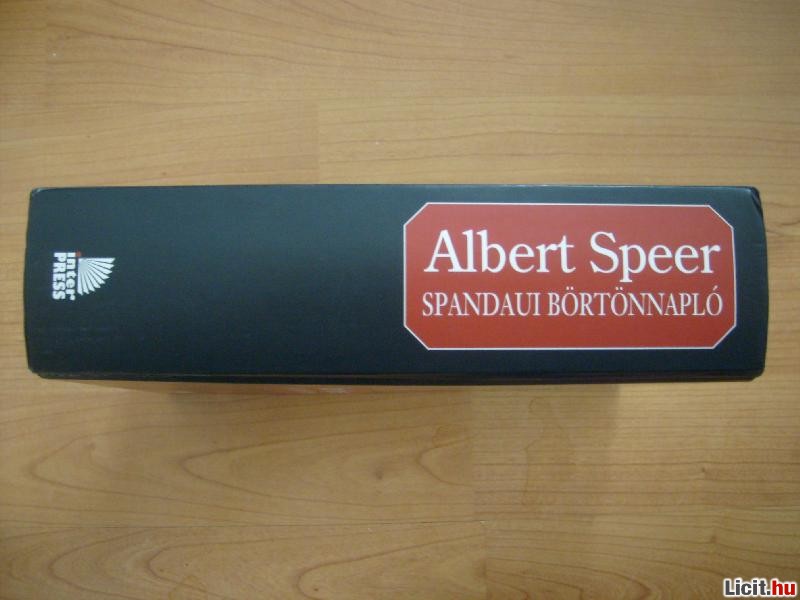 Albert Speer
SPANDAUI BÖRTÖNNAPLÓ
inter
PRESS
Licit.hu